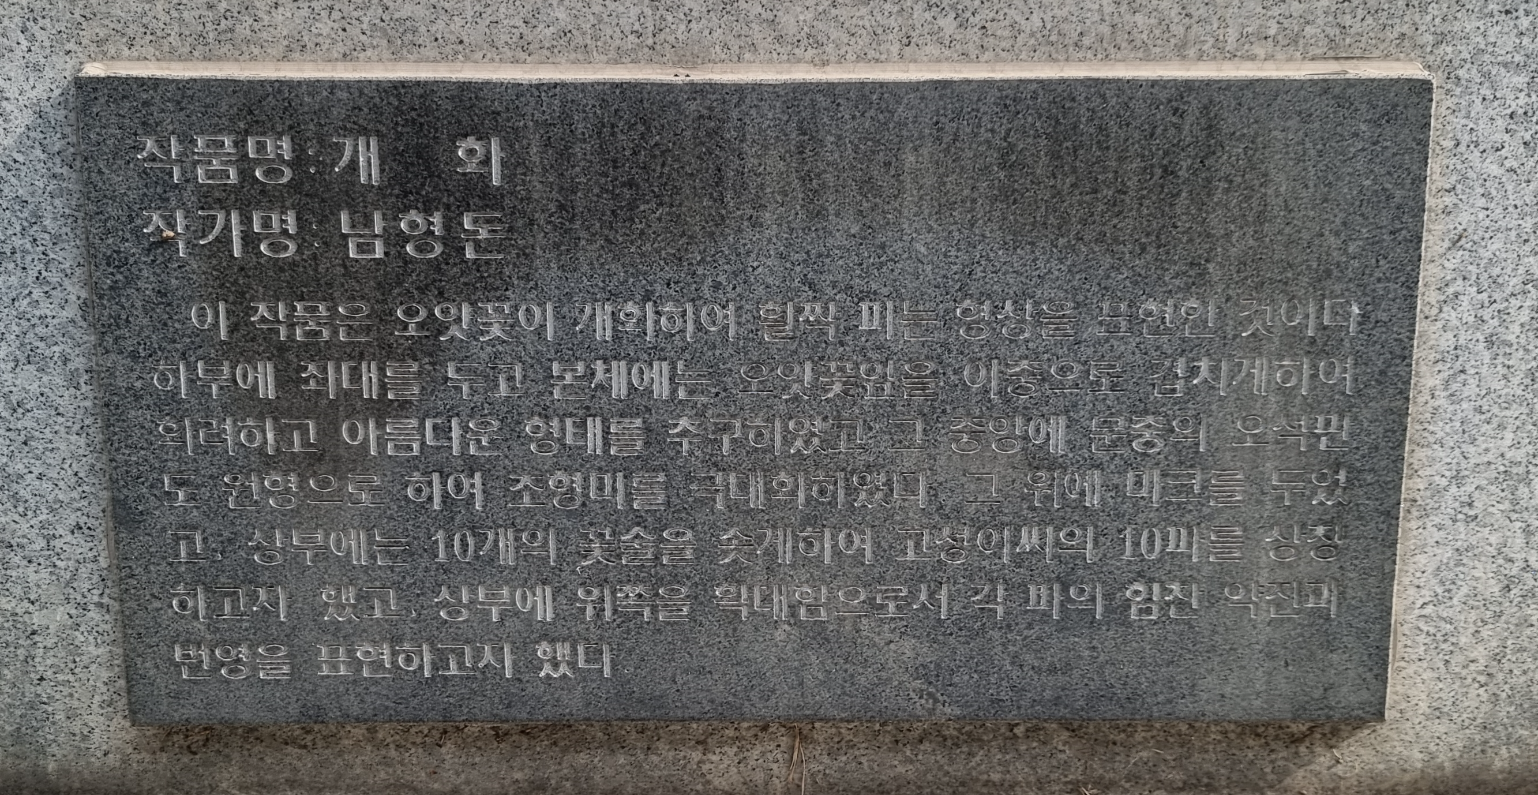 작품명:개 화
작가명:남형돈
이 작품은 오얏꽃이 개화하여 활짝 피는 형상을 표현한 것이다
하부에 좌대를 두고 본체에는 오얏꽃잎을 이중으로 겹치게하여
화려하고 아름다운 형태를 추구하였고 그 중앙에 문중의 오석판
도 원형으로 하여 조형미를 극대화하였다. 그 위에 마크를 두었
고, 상부에는 10개의 꽃술을 솟게하여 고성이씨의 10파를 상징
하고자 했고, 상부에 위쪽을 확대함으로서 각 파의 힘찬 약진과
번영을 표현하고자 했다